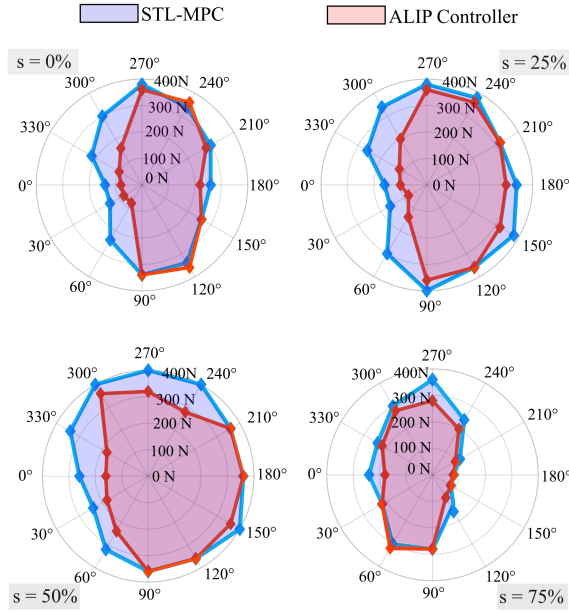 STL-MPC
ALIP Controller
s = 0%
270°
300°
240°
330°
210°
0°
180°
30°
150°
60°
120°
90°
400N
300 N
200 N
100 N
0 N
s = 25%
270°
300°
240°
330°
210°
0°
180°
30°
150°
60°
120°
90°
400N
300 N
200 N
100 N
0 N
270°
300°
240°
330°
210°
0°
180°
30°
150°
60°
120°
90°
400N
300 N
200 N
100 N
0 N
s = 50%
270°
300°
240°
330°
210°
0°
180°
30°
150°
60°
120°
90°
400N
300 N
200 N
100 N
0 N
s = 75%